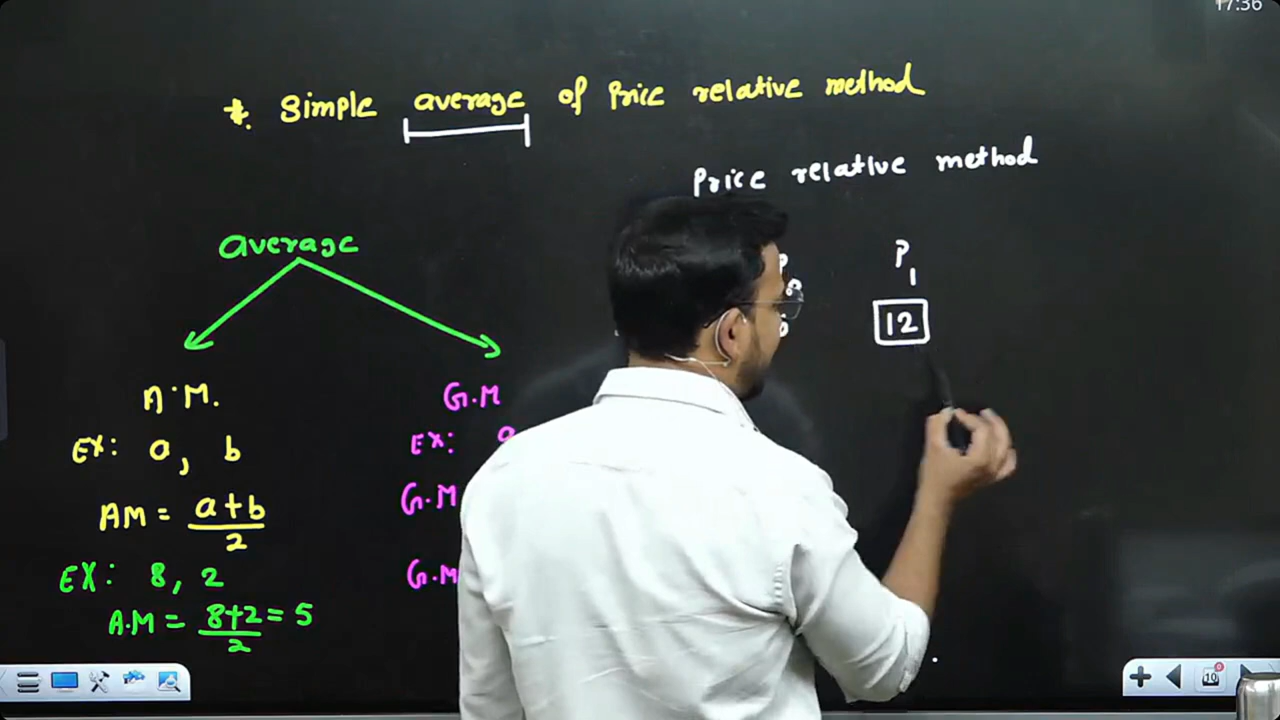 17:36
*. Simple average of Price relative method
Price relative method
average
P1
12
A.M.
G.M
EX: a, b
EX:
AM = a+b/2
G.M
EX: 8, 2
G.M
A.M = 8+2/2 = 5
10